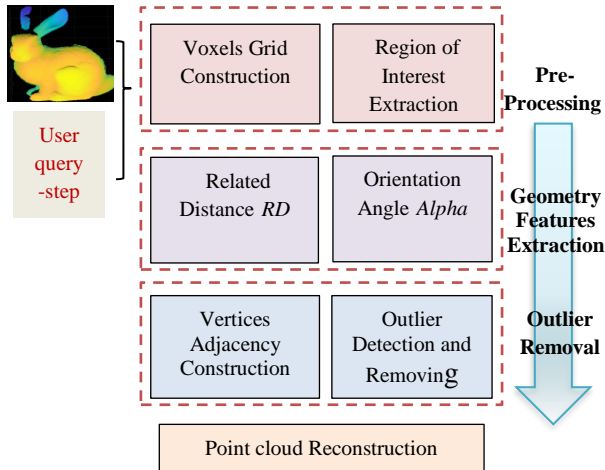 Voxels Grid
Construction
Region of
Interest
Extraction
Pre-
Processing
User
query
-step
Related
Distance RD
Orientation
Angle Alpha
Geometry
Features
Extraction
Vertices
Adjacency
Construction
Outlier
Detection and
Removing
Outlier
Removal
Point cloud Reconstruction